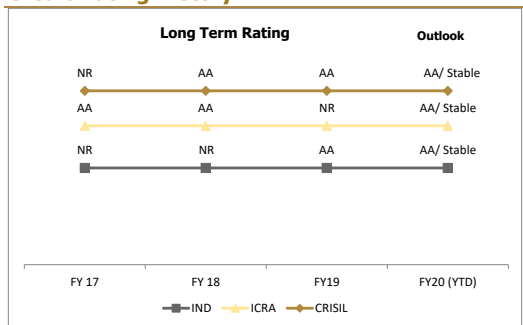 Long Term Rating Outlook
NR AA AA AA/ Stable
AA AA NR AA/ Stable
NR NR AA AA/ Stable
FY 17 FY 18 FY19 FY20 (YTD)
IND ICRA CRISIL